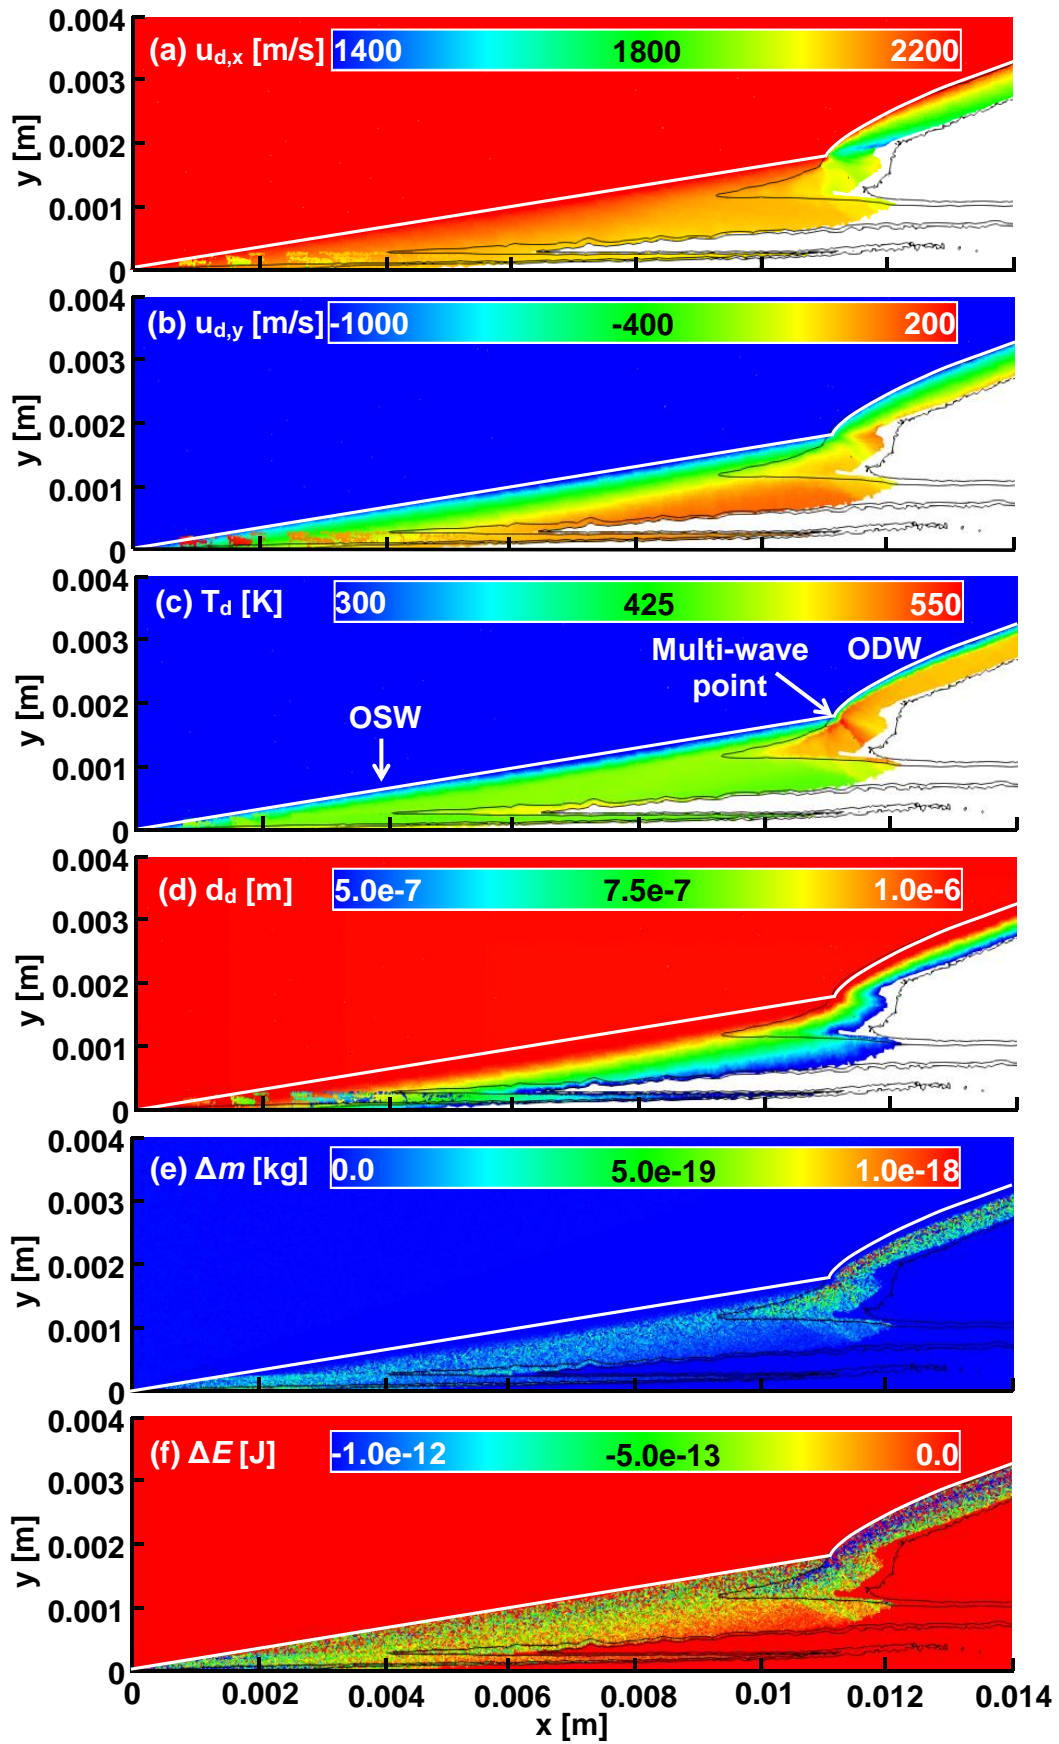 0.004
(a) u_d,x [m/s] 1400 1800 2200
0.003
y [m]
0.002
0.001
0
0.004
(b) u_d,y [m/s] -1000 -400 200
0.003
y [m]
0.002
0.001
0
0.004
(c) T_d [K] 300 425 550
0.003
Multi-wave ODW
point
y [m]
0.002
OSW
0.001
0
0.004
(d) d_d [m] 5.0e-7 7.5e-7 1.0e-6
0.003
y [m]
0.002
0.001
0
0.004
(e) Δm [kg] 0.0 5.0e-19 1.0e-18
0.003
y [m]
0.002
0.001
0
0.004
(f) ΔE [J] -1.0e-12 -5.0e-13 0.0
0.003
y [m]
0.002
0.001
0
0 0.002 0.004 0.006 0.008 0.01 0.012 0.014
x [m]